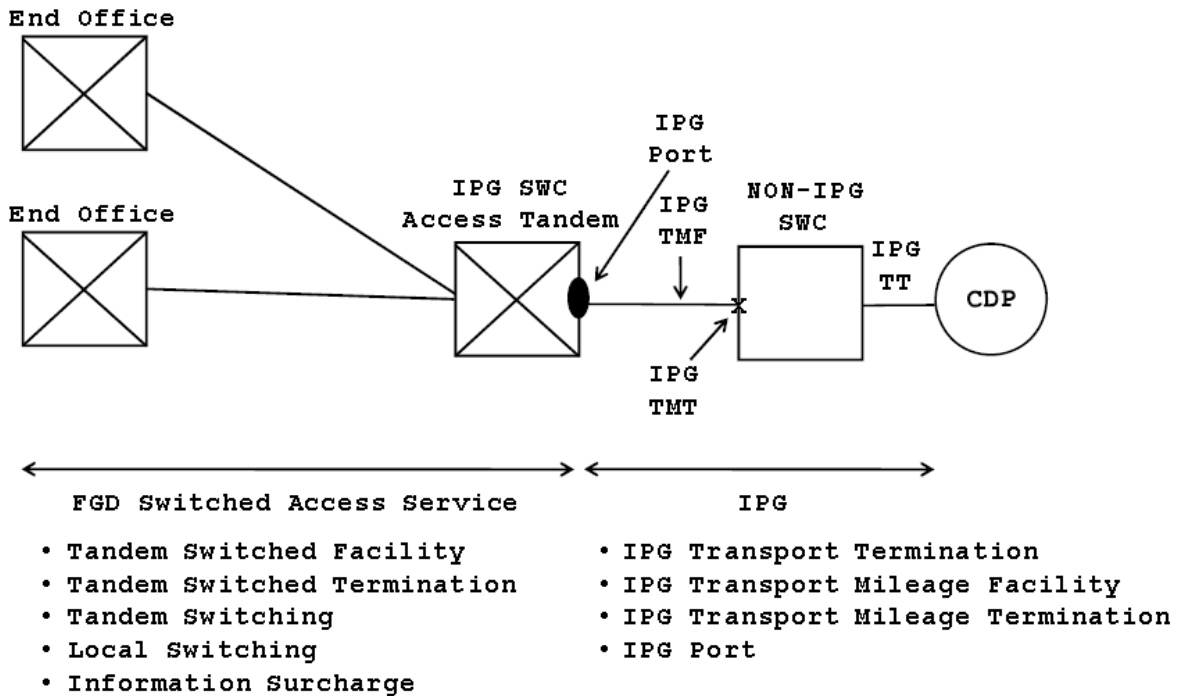 End Office
IPG
Port
IPG SWC
Access Tandem
NON-IPG
SWC
End Office
IPG
TMF
IPG
TT
CDP
X
IPG
TMT
FGD Switched Access Service
IPG
• Tandem Switched Facility
• Tandem Switched Termination
• Tandem Switching
• Local Switching
• Information Surcharge
• IPG Transport Termination
• IPG Transport Mileage Facility
• IPG Transport Mileage Termination
• IPG Port